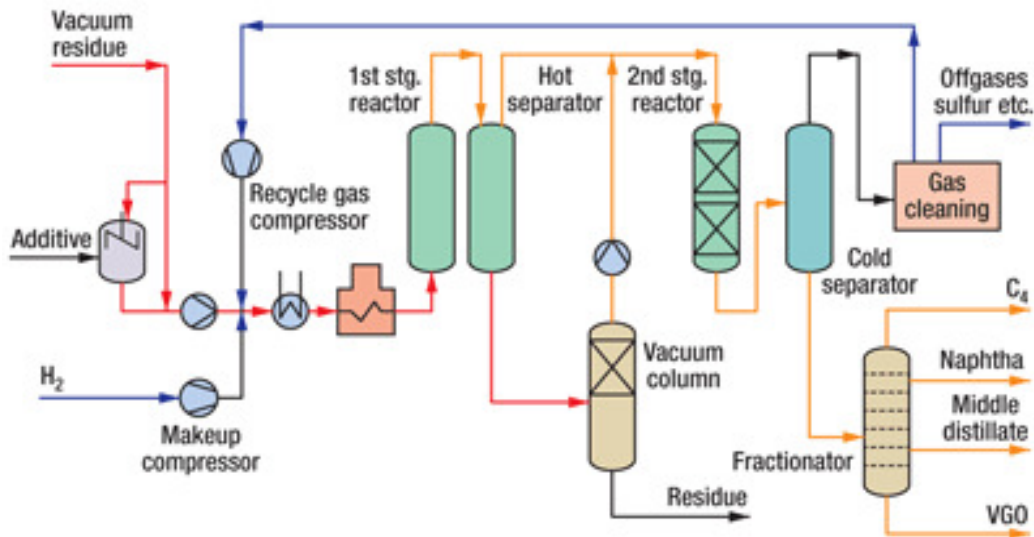 Vacuum
residue
1st stg.
reactor
Hot
separator
2nd stg.
reactor
Offgases
sulfur etc.
Recycle gas
compressor
Gas
cleaning
Additive
Cold
separator
C4
H2
Vacuum
column
Naphtha
Middle
distillate
Makeup
compressor
Fractionator
Residue
VGO